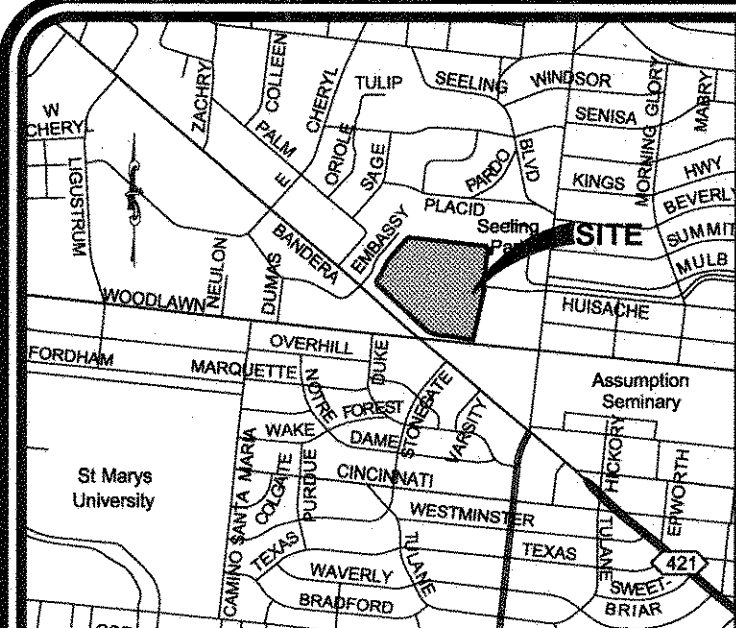 COLLEEN
ZACHRY
CHERYL
TULIP
SEELING
WINDSOR
MORNING GLORY
MABRY
W
CHERY
PALM
ORIOLE
SAGE
PARDO
BLVD
SENISA
KINGS
HWY
BEVERLY
LIGUSTRUM
E
EMBASSY
PLACID
Seeling
Par
SITE
SUMMIT
MULB
NEULON
DUMAS
BANDERA
WOODLAWN
HUISACHE
OVERHILL
DUKE
FORDHAM
MARQUETTE
NOTRE
STONEGATE
VARSITY
Assumption
Seminary
FOREST
WAKE
DAME
HICKORY
EPWORTH
St Marys
University
CAMINO SANTA MARIA
COLGATE
PURDUE
CINCINNATI
WESTMINSTER
TEXAS
TULANE
TEXAS
TULANE
421
WAVERLY
SWEET-
BRIAR
BRADFORD